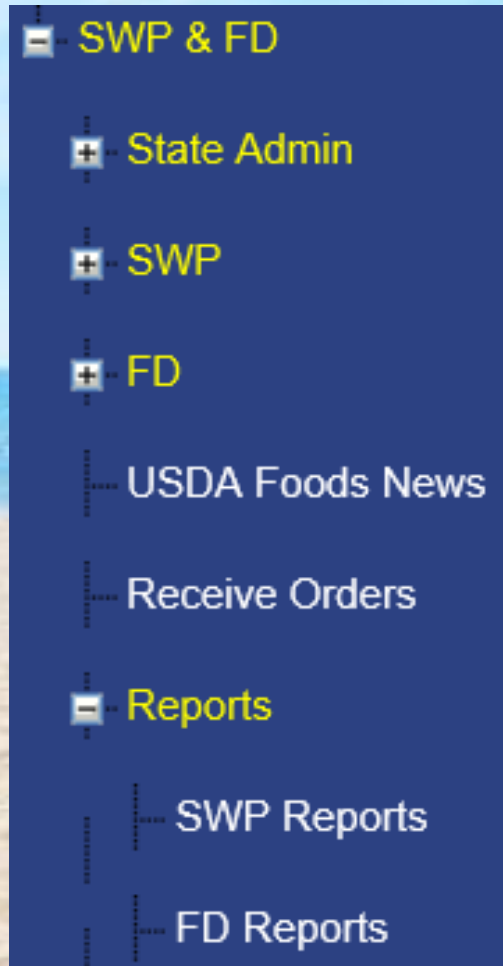 SWP & FD
State Admin
SWP
FD
USDA Foods News
Receive Orders
Reports
SWP Reports
FD Reports